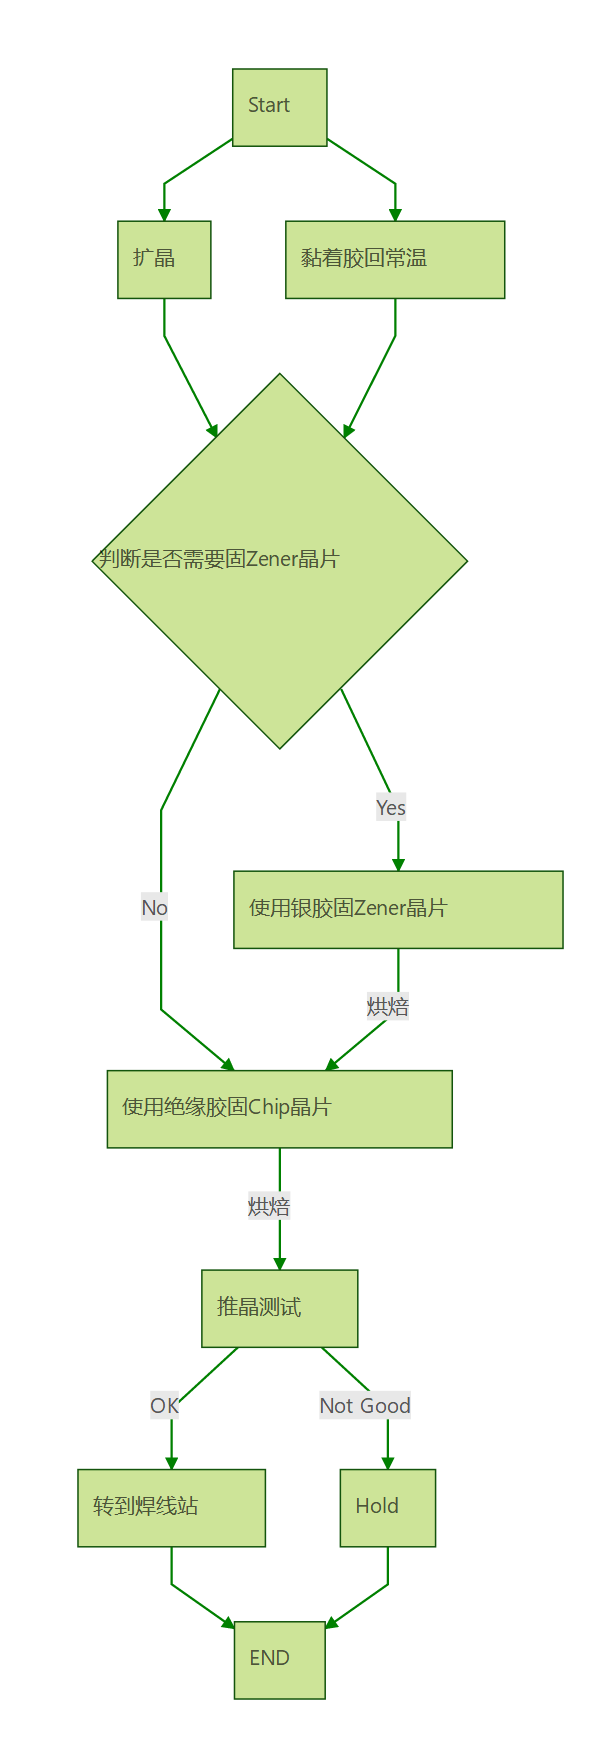 Start
扩晶
黏着胶回常温
判断是否需要固Zener晶片
Yes
No
使用银胶固Zener晶片
烘焙
使用绝缘胶固Chip晶片
烘焙
推晶测试
OK
Not Good
转到焊线站
Hold
END